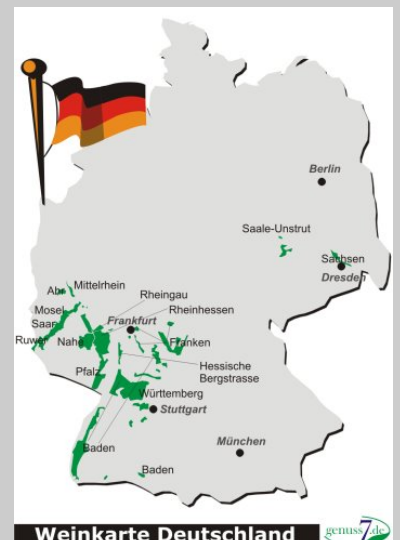 Berlin
Saale-Unstrut
Sachsen
Dresden
Ahr
Mittelrhein
Rheingau
Mosel
Rheinhessen
Saar
Frankfurt
Ruwer
Nahe
Franken
Pfalz
Hessische
Bergstrasse
Württemberg
Stuttgart
Baden
München
Baden
Weinkarte Deutschland
genuss7.de